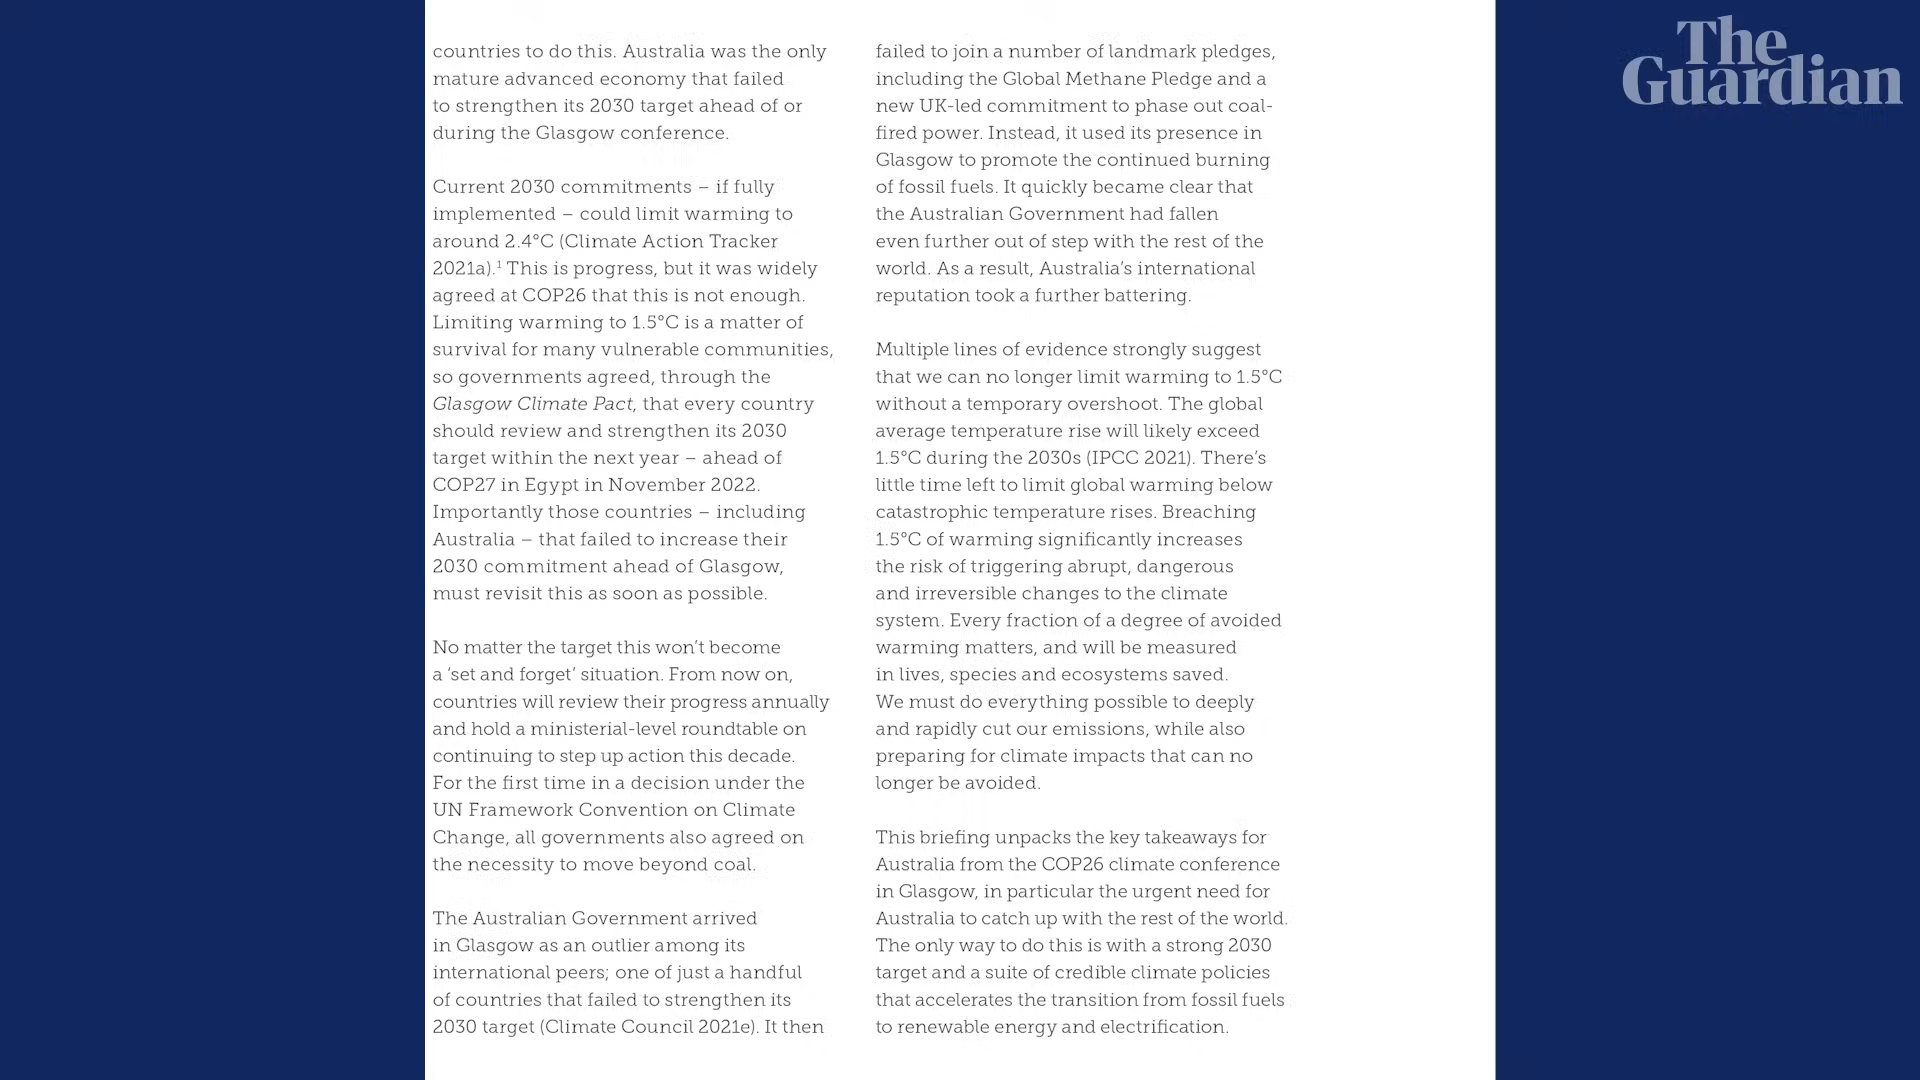 countries to do this. Australia was the only
mature advanced economy that failed
to strengthen its 2030 target ahead of or
during the Glasgow conference.
Current 2030 commitments – if fully
implemented – could limit warming to
around 2.4°C (Climate Action Tracker
2021a).¹ This is progress, but it was widely
agreed at COP26 that this is not enough.
Limiting warming to 1.5°C is a matter of
survival for many vulnerable communities,
so governments agreed, through the
Glasgow Climate Pact, that every country
should review and strengthen its 2030
target within the next year – ahead of
COP27 in Egypt in November 2022.
Importantly those countries – including
Australia – that failed to increase their
2030 commitment ahead of Glasgow,
must revisit this as soon as possible.
No matter the target this won’t become
a ‘set and forget’ situation. From now on,
countries will review their progress annually
and hold a ministerial-level roundtable on
continuing to step up action this decade.
For the first time in a decision under the
UN Framework Convention on Climate
Change, all governments also agreed on
the necessity to move beyond coal.
The Australian Government arrived
in Glasgow as an outlier among its
international peers; one of just a handful
of countries that failed to strengthen its
2030 target (Climate Council 2021e). It then
failed to join a number of landmark pledges,
including the Global Methane Pledge and a
new UK-led commitment to phase out coal-
fired power. Instead, it used its presence in
Glasgow to promote the continued burning
of fossil fuels. It quickly became clear that
the Australian Government had fallen
even further out of step with the rest of the
world. As a result, Australia’s international
reputation took a further battering.
Multiple lines of evidence strongly suggest
that we can no longer limit warming to 1.5°C
without a temporary overshoot. The global
average temperature rise will likely exceed
1.5°C during the 2030s (IPCC 2021). There’s
little time left to limit global warming below
catastrophic temperature rises. Breaching
1.5°C of warming significantly increases
the risk of triggering abrupt, dangerous
and irreversible changes to the climate
system. Every fraction of a degree of avoided
warming matters, and will be measured
in lives, species and ecosystems saved.
We must do everything possible to deeply
and rapidly cut our emissions, while also
preparing for climate impacts that can no
longer be avoided.
This briefing unpacks the key takeaways for
Australia from the COP26 climate conference
in Glasgow, in particular the urgent need for
Australia to catch up with the rest of the world.
The only way to do this is with a strong 2030
target and a suite of credible climate policies
that accelerates the transition from fossil fuels
to renewable energy and electrification.
The
Guardian